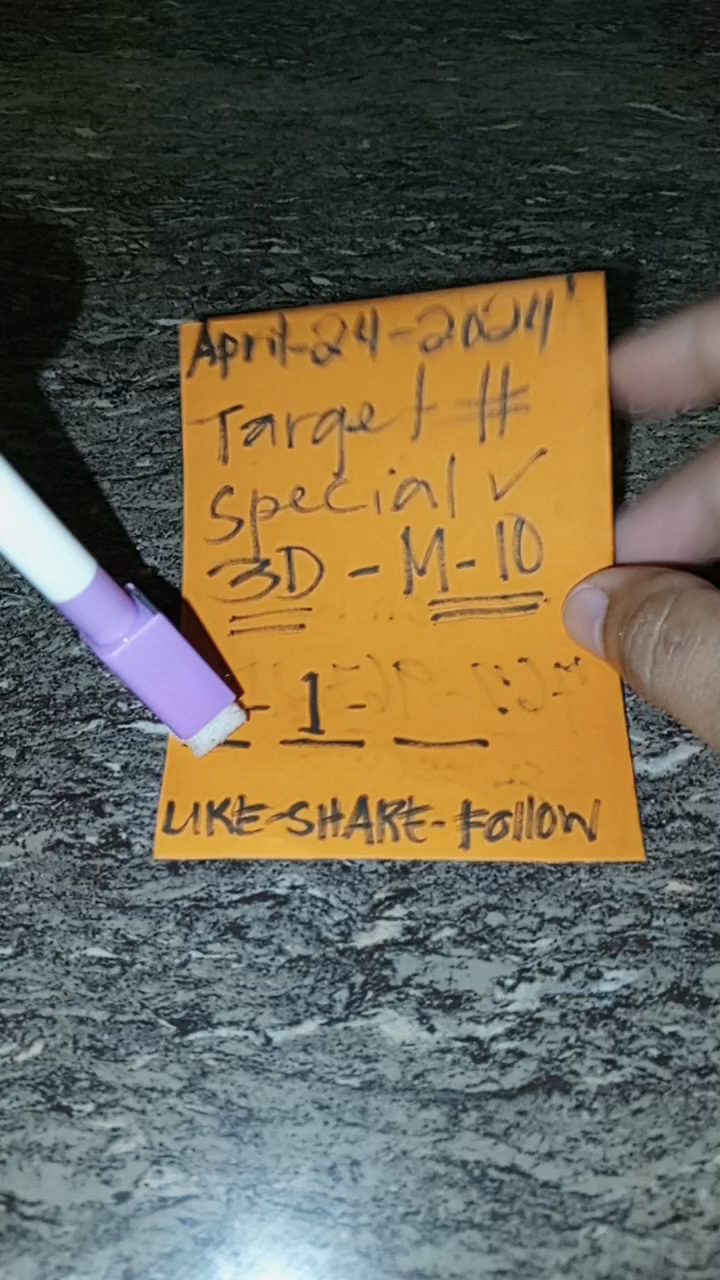 April-24-2024
Target #
Special ✓
3D - M-10
- 1 -
LIKE-SHARE-Follow